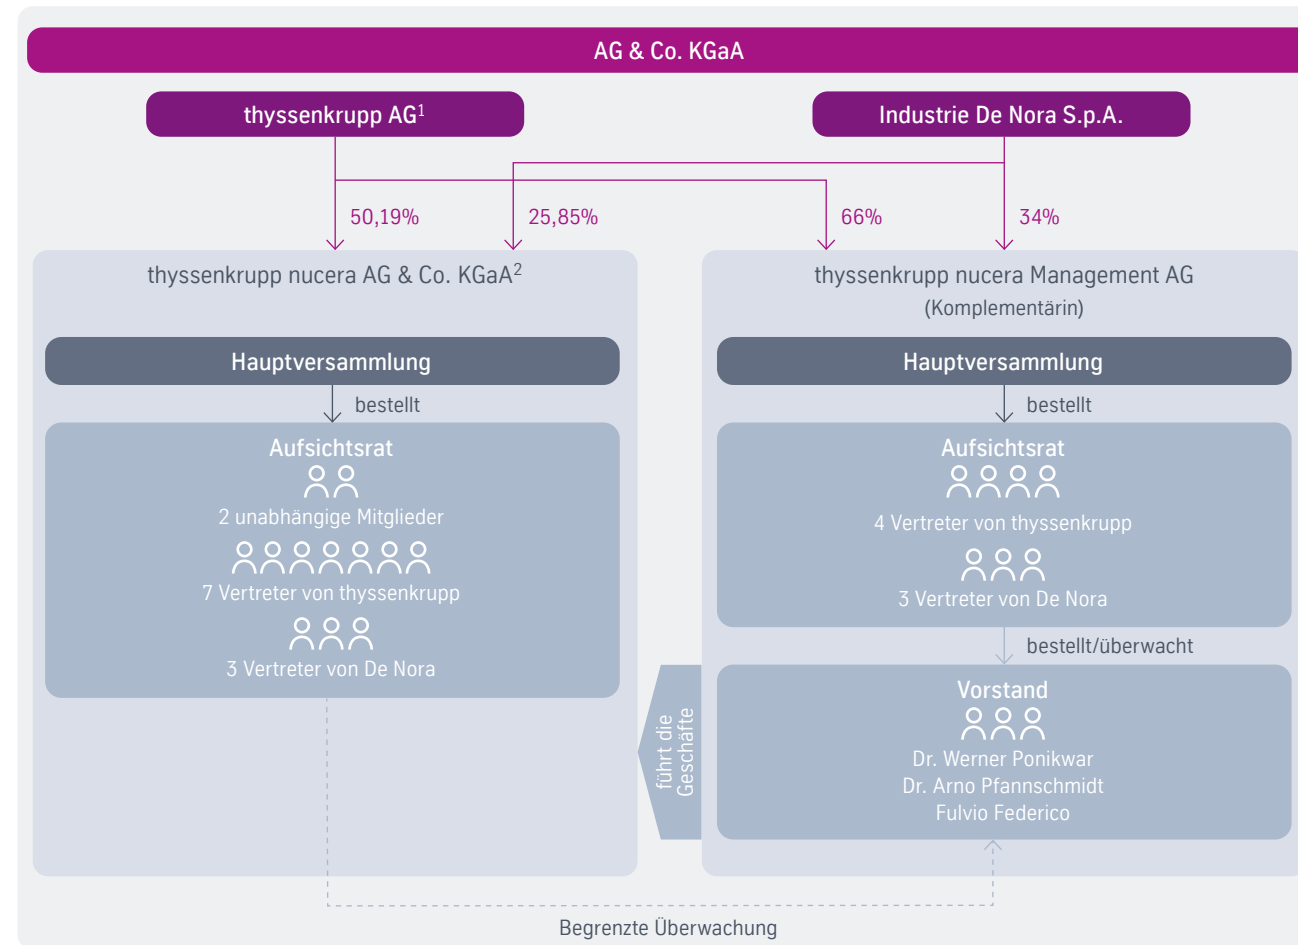 AG & Co. KGaA
thyssenkrupp AG¹
Industrie De Nora S.p.A.
50,19%
25,85%
66%
34%
thyssenkrupp nucera AG & Co. KGaA²
Hauptversammlung
bestellt
Aufsichtsrat
2 unabhängige Mitglieder
7 Vertreter von thyssenkrupp
3 Vertreter von De Nora
thyssenkrupp nucera Management AG
(Komplementärin)
Hauptversammlung
bestellt
Aufsichtsrat
4 Vertreter von thyssenkrupp
3 Vertreter von De Nora
bestellt/überwacht
Vorstand
Dr. Werner Ponikwar
Dr. Arno Pfannschmidt
Fulvio Federico
führt die
Geschäfte
Begrenzte Überwachung